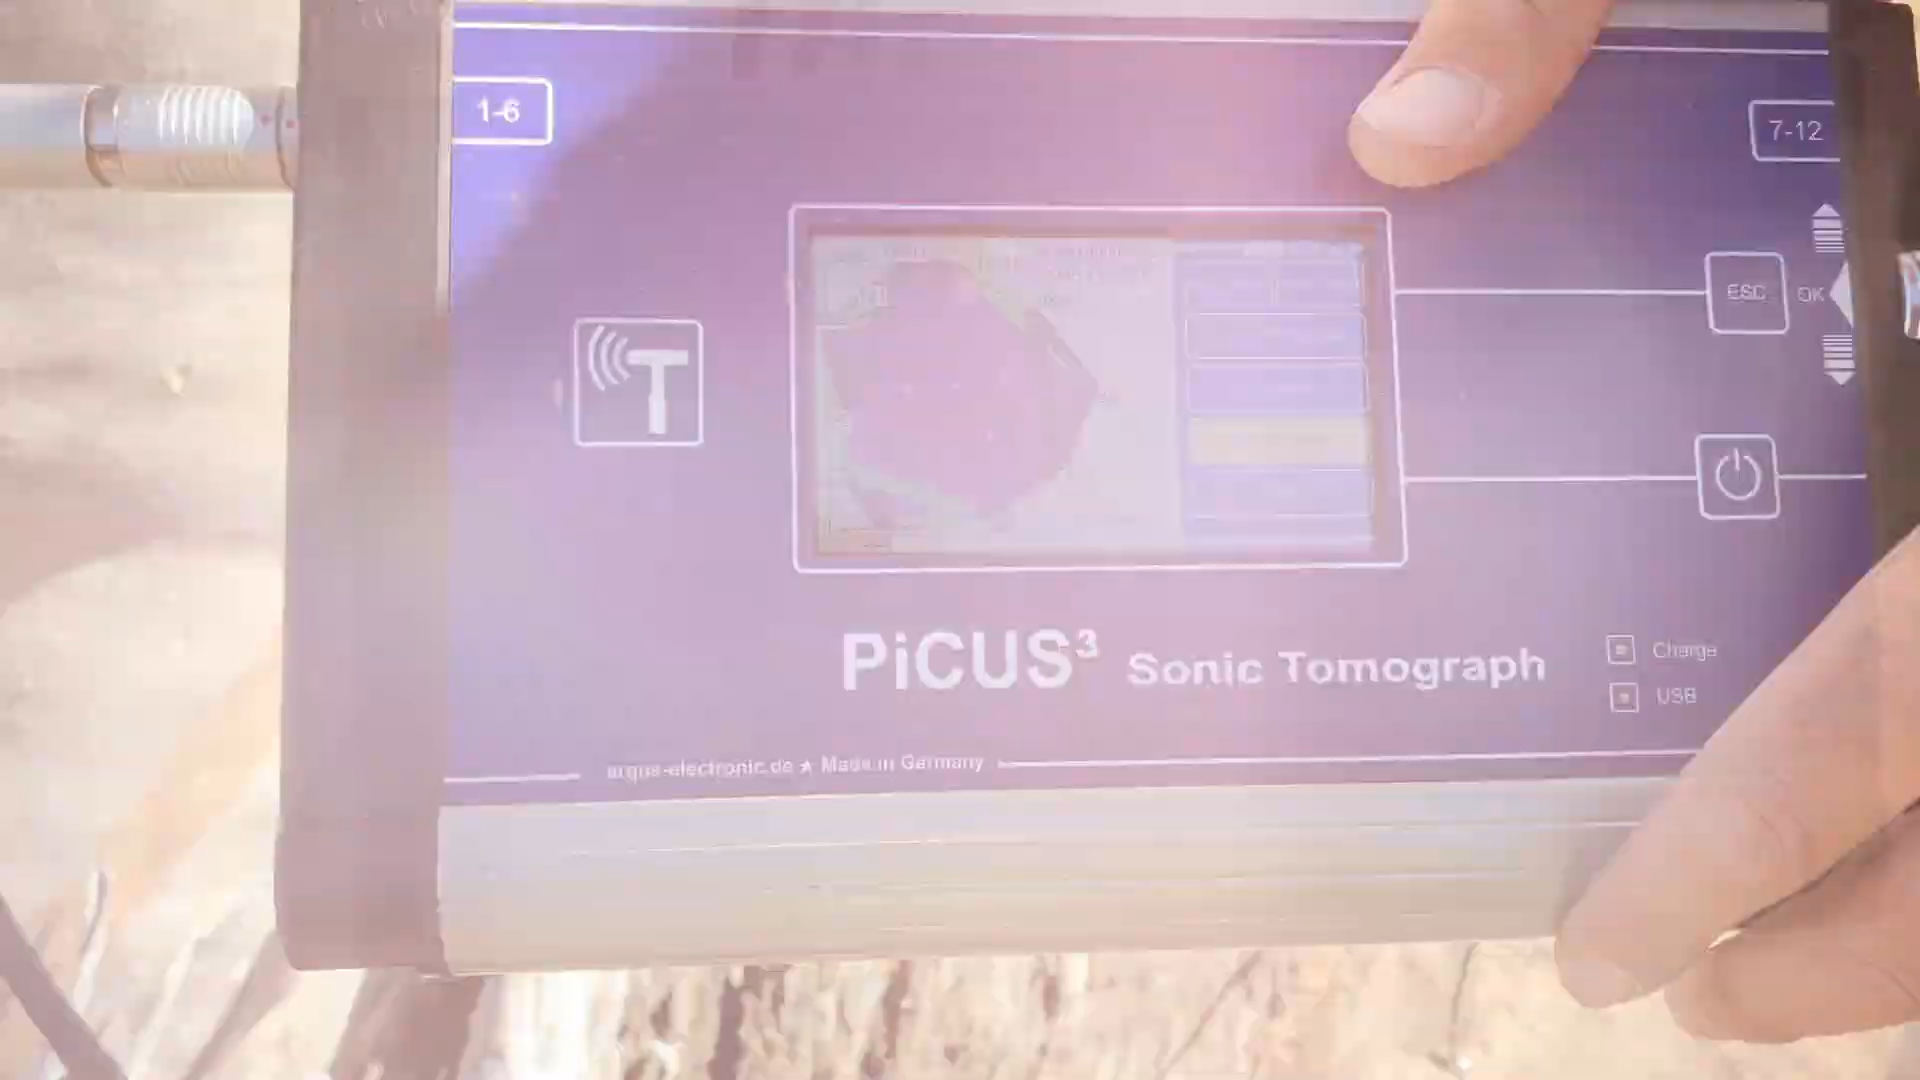 1-6
7-12
ESC OK
PiCUS³ Sonic Tomograph
Charge
USB
argus-electronic.de ★ Made in Germany